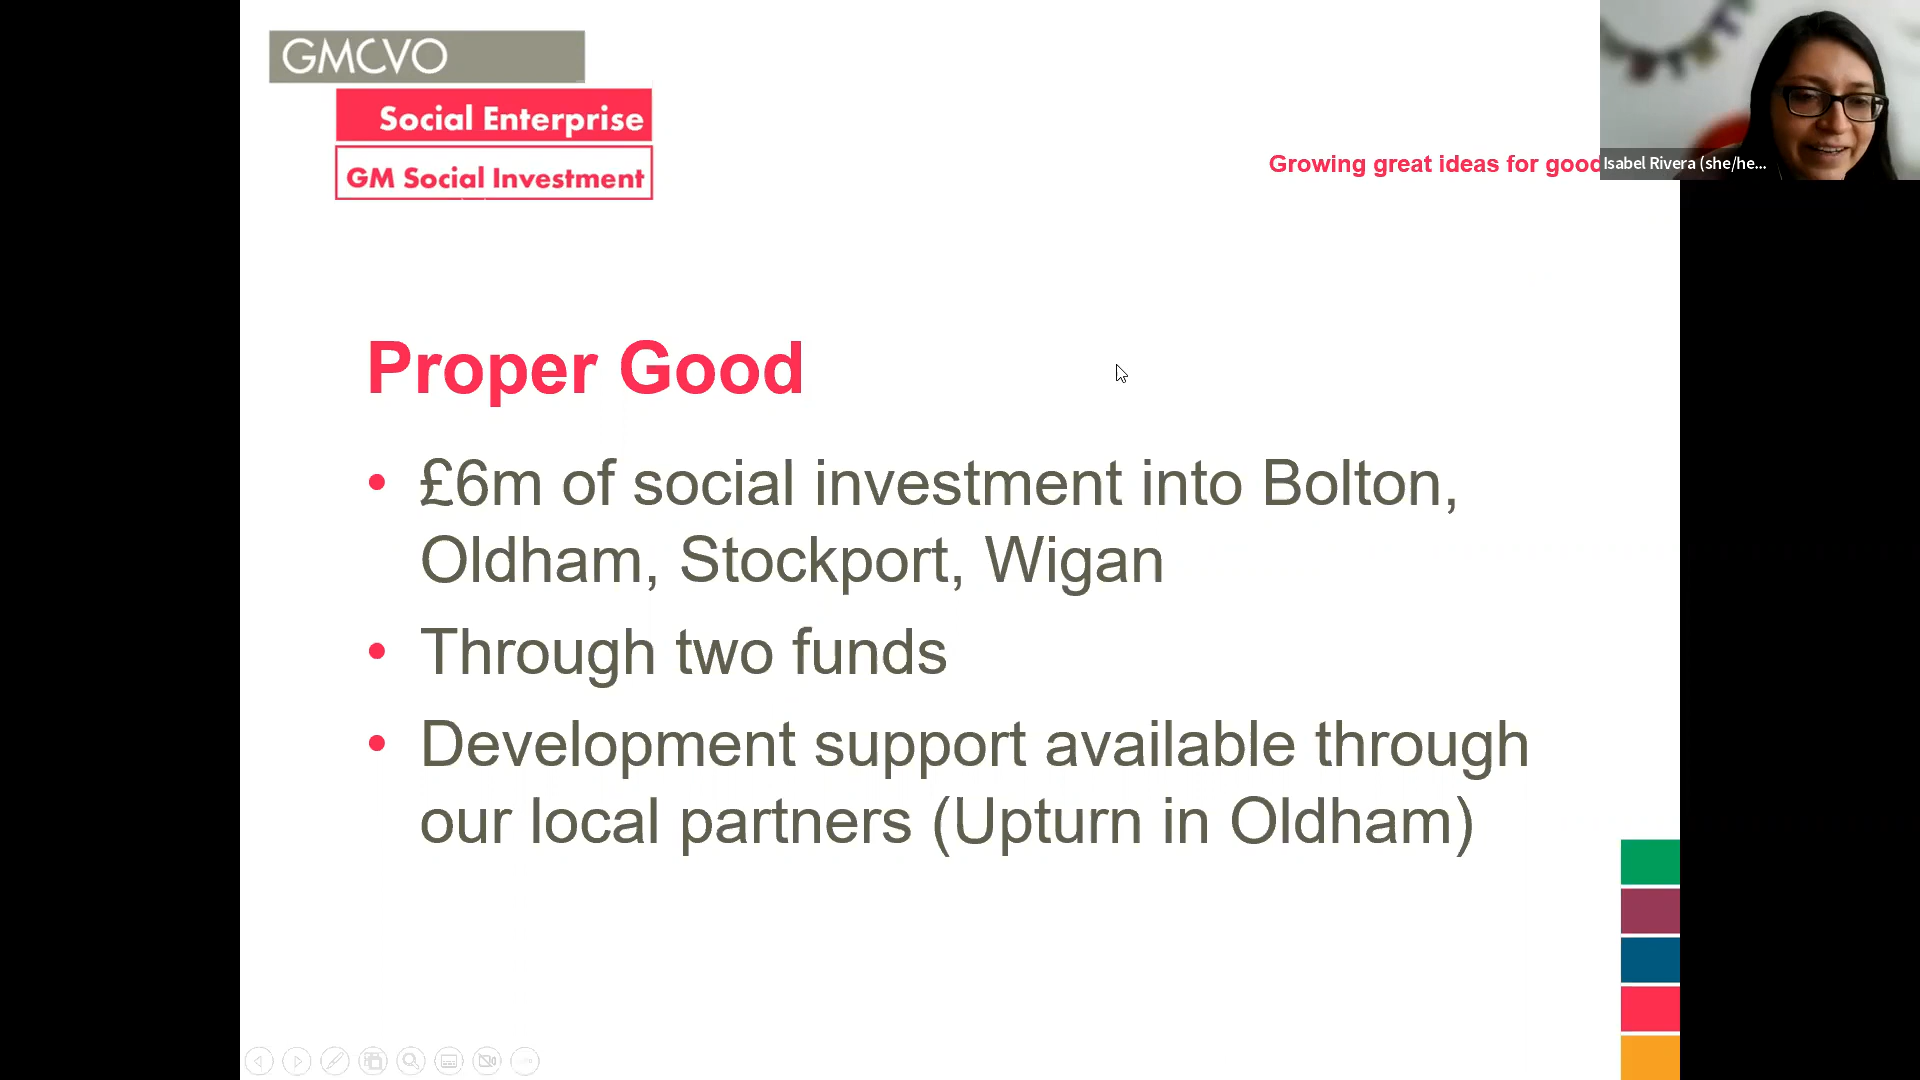 GMCVO
Social Enterprise
GM Social Investment
Growing great ideas for good
Isabel Rivera (she/he...
Proper Good
• £6m of social investment into Bolton,
Oldham, Stockport, Wigan
• Through two funds
• Development support available through
our local partners (Upturn in Oldham)